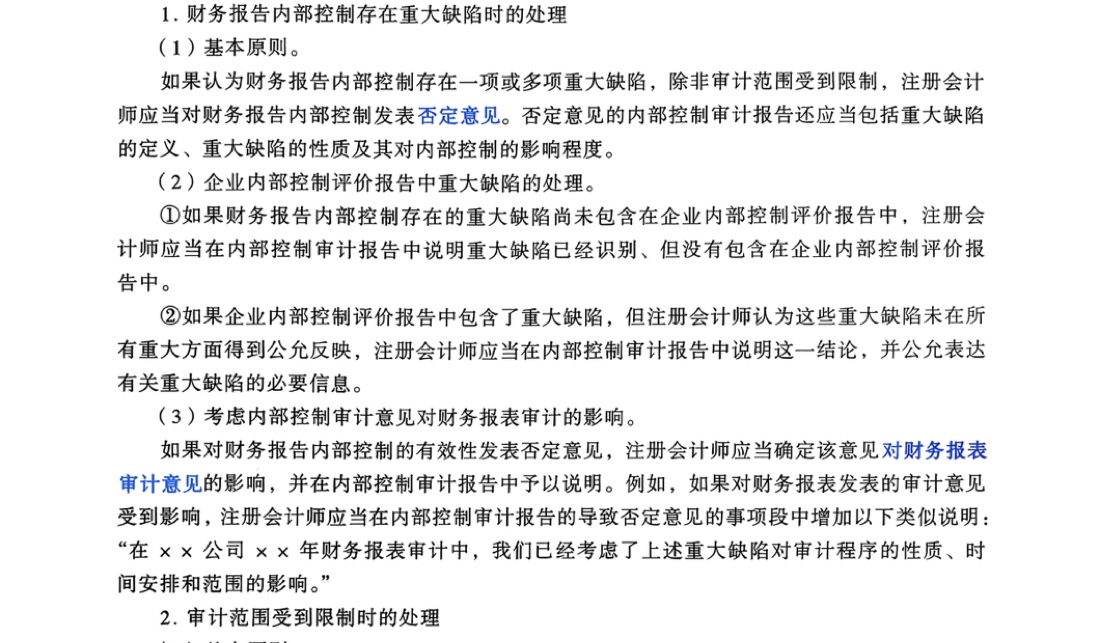 1. 财务报告内部控制存在重大缺陷时的处理
（1）基本原则。
如果认为财务报告内部控制存在一项或多项重大缺陷，除非审计范围受到限制，注册会计
师应当对财务报告内部控制发表否定意见。否定意见的内部控制审计报告还应当包括重大缺陷
的定义、重大缺陷的性质及其对内部控制的影响程度。
（2）企业内部控制评价报告中重大缺陷的处理。
①如果财务报告内部控制存在的重大缺陷尚未包含在企业内部控制评价报告中，注册会
计师应当在内部控制审计报告中说明重大缺陷已经识别、但没有包含在企业内部控制评价报
告中。
②如果企业内部控制评价报告中包含了重大缺陷，但注册会计师认为这些重大缺陷未在所
有重大方面得到公允反映，注册会计师应当在内部控制审计报告中说明这一结论，并公允表达
有关重大缺陷的必要信息。
（3）考虑内部控制审计意见对财务报表审计的影响。
如果对财务报告内部控制的有效性发表否定意见，注册会计师应当确定该意见对财务报表
审计意见的影响，并在内部控制审计报告中予以说明。例如，如果对财务报表发表的审计意见
受到影响，注册会计师应当在内部控制审计报告的导致否定意见的事项段中增加以下类似说明：
“在 × × 公司 × × 年财务报表审计中，我们已经考虑了上述重大缺陷对审计程序的性质、时
间安排和范围的影响。”
2. 审计范围受到限制时的处理